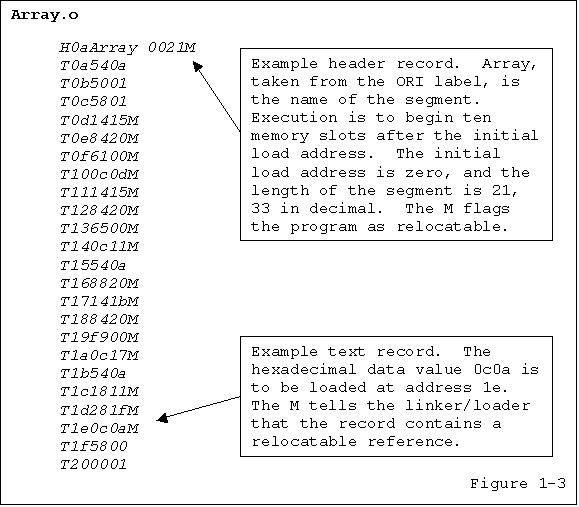 Array.o
H0aArray 0021M
T0a540a
T0b5001
T0c5801
T0d1415M
T0e8420M
T0f6100M
T100c0dM
T111415M
T128420M
T136500M
T140c11M
T15540a
T168820M
T17141bM
T188420M
T19f900M
T1a0c17M
T1b540a
T1c1811M
T1d281fM
T1e0c0aM
T1f5800
T200001
Example header record.  Array,
taken from the ORI label, is
the name of the segment.
Execution is to begin ten
memory slots after the initial
load address.  The initial
load address is zero, and the
length of the segment is 21,
33 in decimal.  The M flags
the program as relocatable.
Example text record.  The
hexadecimal data value 0c0a is
to be loaded at address 1e.
The M tells the linker/loader
that the record contains a
relocatable reference.
Figure 1-3